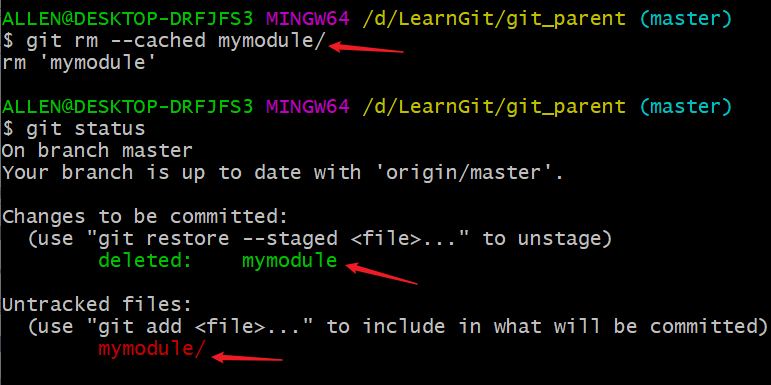 ALLEN@DESKTOP-DRFJFS3 MINGW64 /d/LearnGit/git_parent (master)
$ git rm --cached mymodule/
rm 'mymodule'
ALLEN@DESKTOP-DRFJFS3 MINGW64 /d/LearnGit/git_parent (master)
$ git status
On branch master
Your branch is up to date with 'origin/master'.
Changes to be committed:
  (use "git restore --staged <file>..." to unstage)
        deleted:    mymodule
Untracked files:
  (use "git add <file>..." to include in what will be committed)
        mymodule/